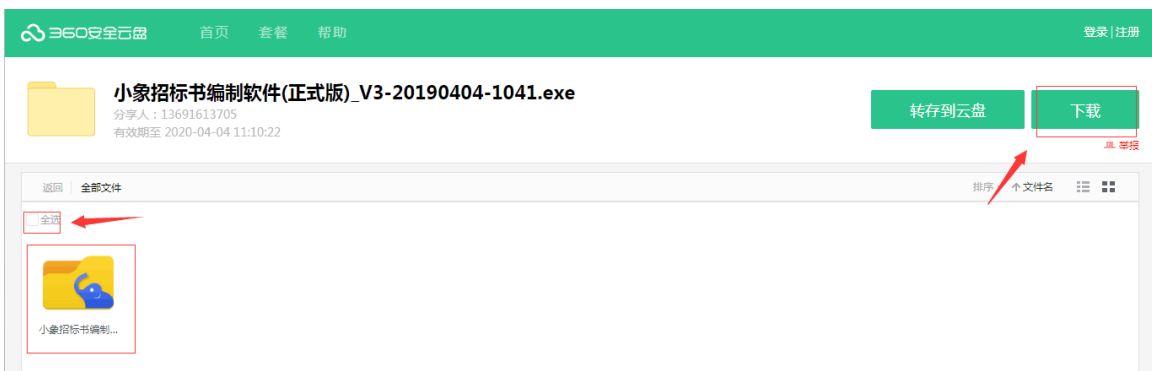 360安全云盘 首页 套餐 帮助 登录|注册
小象招标书编制软件(正式版)_V3-20190404-1041.exe
分享人：13691613705
有效期至 2020-04-04 11:10:22
转存到云盘 下载
举报
返回 | 全部文件 排序 个文件名
全选
小象招标书编制...